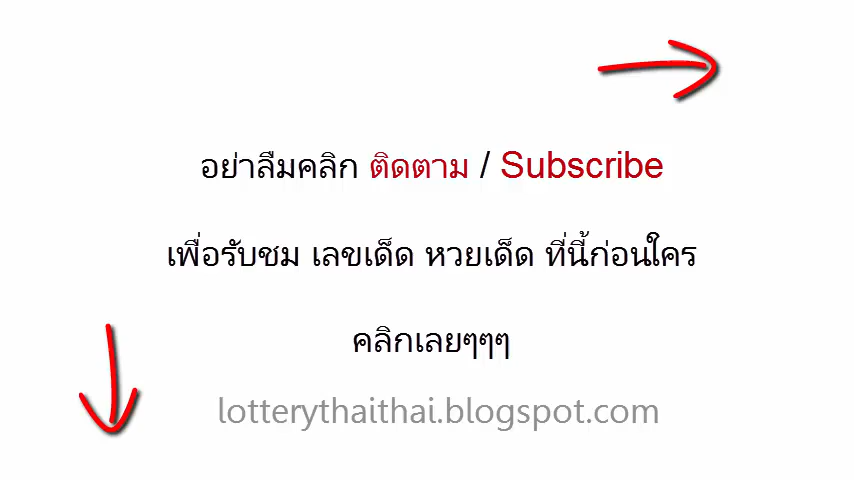 อย่าลืมคลิก ติดตาม / Subscribe
เพื่อรับชม เลขเด็ด หวยเด็ด ที่นี่ก่อนใคร
คลิกเลยๆๆๆ
lotterythaithai.blogspot.com